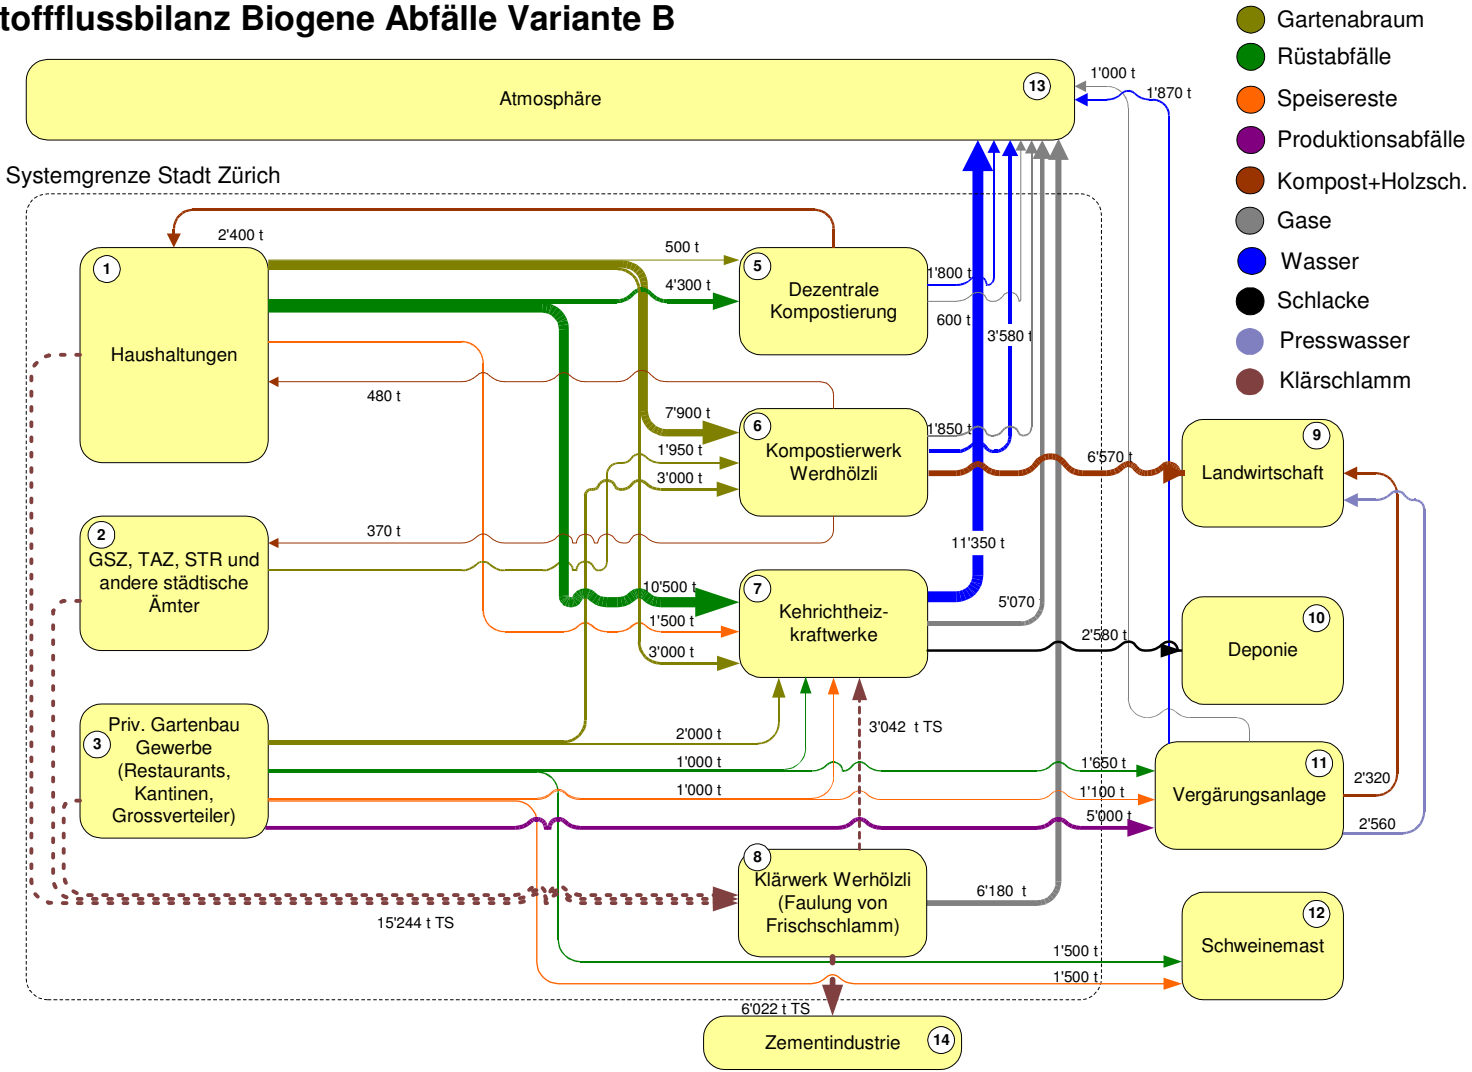 toffflussbilanz Biogene Abfälle Variante B
Gartenabraum
Rüstabfälle
Speisereste
Produktionsabfälle
Kompost+Holzsch.
Gase
Wasser
Schlacke
Presswasser
Klärschlamm
Atmosphäre
13
1'000 t
1'870 t
Systemgrenze Stadt Zürich
2'400 t
500 t
4'300 t
1
Haushaltungen
480 t
5
Dezentrale
Kompostierung
1'800 t
600 t
3'580 t
7'900 t
1'950 t
3'000 t
6
Kompostierwerk
Werdhölzli
1'850 t
6'570 t
9
Landwirtschaft
2
GSZ, TAZ, STR und
andere städtische
Ämter
370 t
11'350 t
10'500 t
1'500 t
3'000 t
7
Kehrichtheiz-
kraftwerke
5'070
2'580 t
10
Deponie
3
Priv. Gartenbau
Gewerbe
(Restaurants,
Kantinen,
Grossverteiler)
2'000 t
1'000 t
1'000 t
3'042 t TS
1'650 t
1'100 t
5'000 t
11
Vergärungsanlage
2'320
2'560
8
Klärwerk Werhölzli
(Faulung von
Frischschlamm)
6'180 t
15'244 t TS
12
Schweinemast
1'500 t
1'500 t
6'022 t TS
Zementindustrie
14